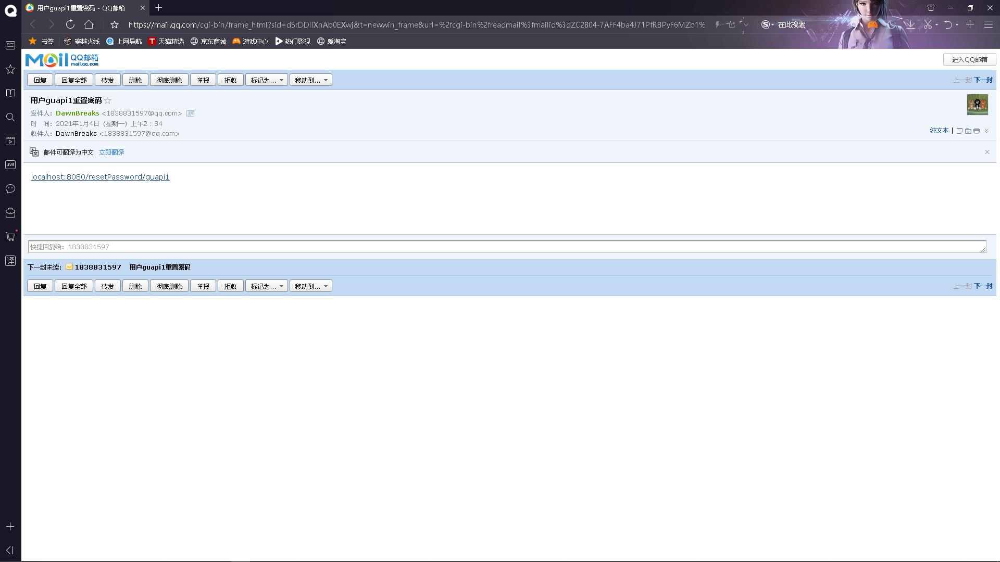 用户guapi1重置密码 - QQ邮箱
https://mail.qq.com/cgi-bin/frame_html?sid=d5rDDIIXnAb0EXwj&t=newwin_frame&url=%2fcgi-bin%2freadmail%3fmailid%3dZC2804-7AFF4ba4J71PfRBPyF6MZb1%
在此搜索
书签 穿越火线 上网导航 天猫精选 京东商城 游戏中心 热门影视 爱淘宝
Mail QQ邮箱
mail.qq.com
进入QQ邮箱
回复 回复全部 转发 删除 彻底删除 举报 拒收 标记为... 移动到... 上一封 下一封
用户guapi1重置密码
发件人：DawnBreaks <1838831597@qq.com>
时 间：2021年1月4日（星期一）上午2：34
收件人：DawnBreaks <1838831597@qq.com>
纯文本 |
邮件可翻译为中文 立即翻译
localhost:8080/resetPassword/guapi1
快捷回复给：1838831597
下一封未读： 1838831597 用户guapi1重置密码
回复 回复全部 转发 删除 彻底删除 举报 拒收 标记为... 移动到... 上一封 下一封
LIVE
译